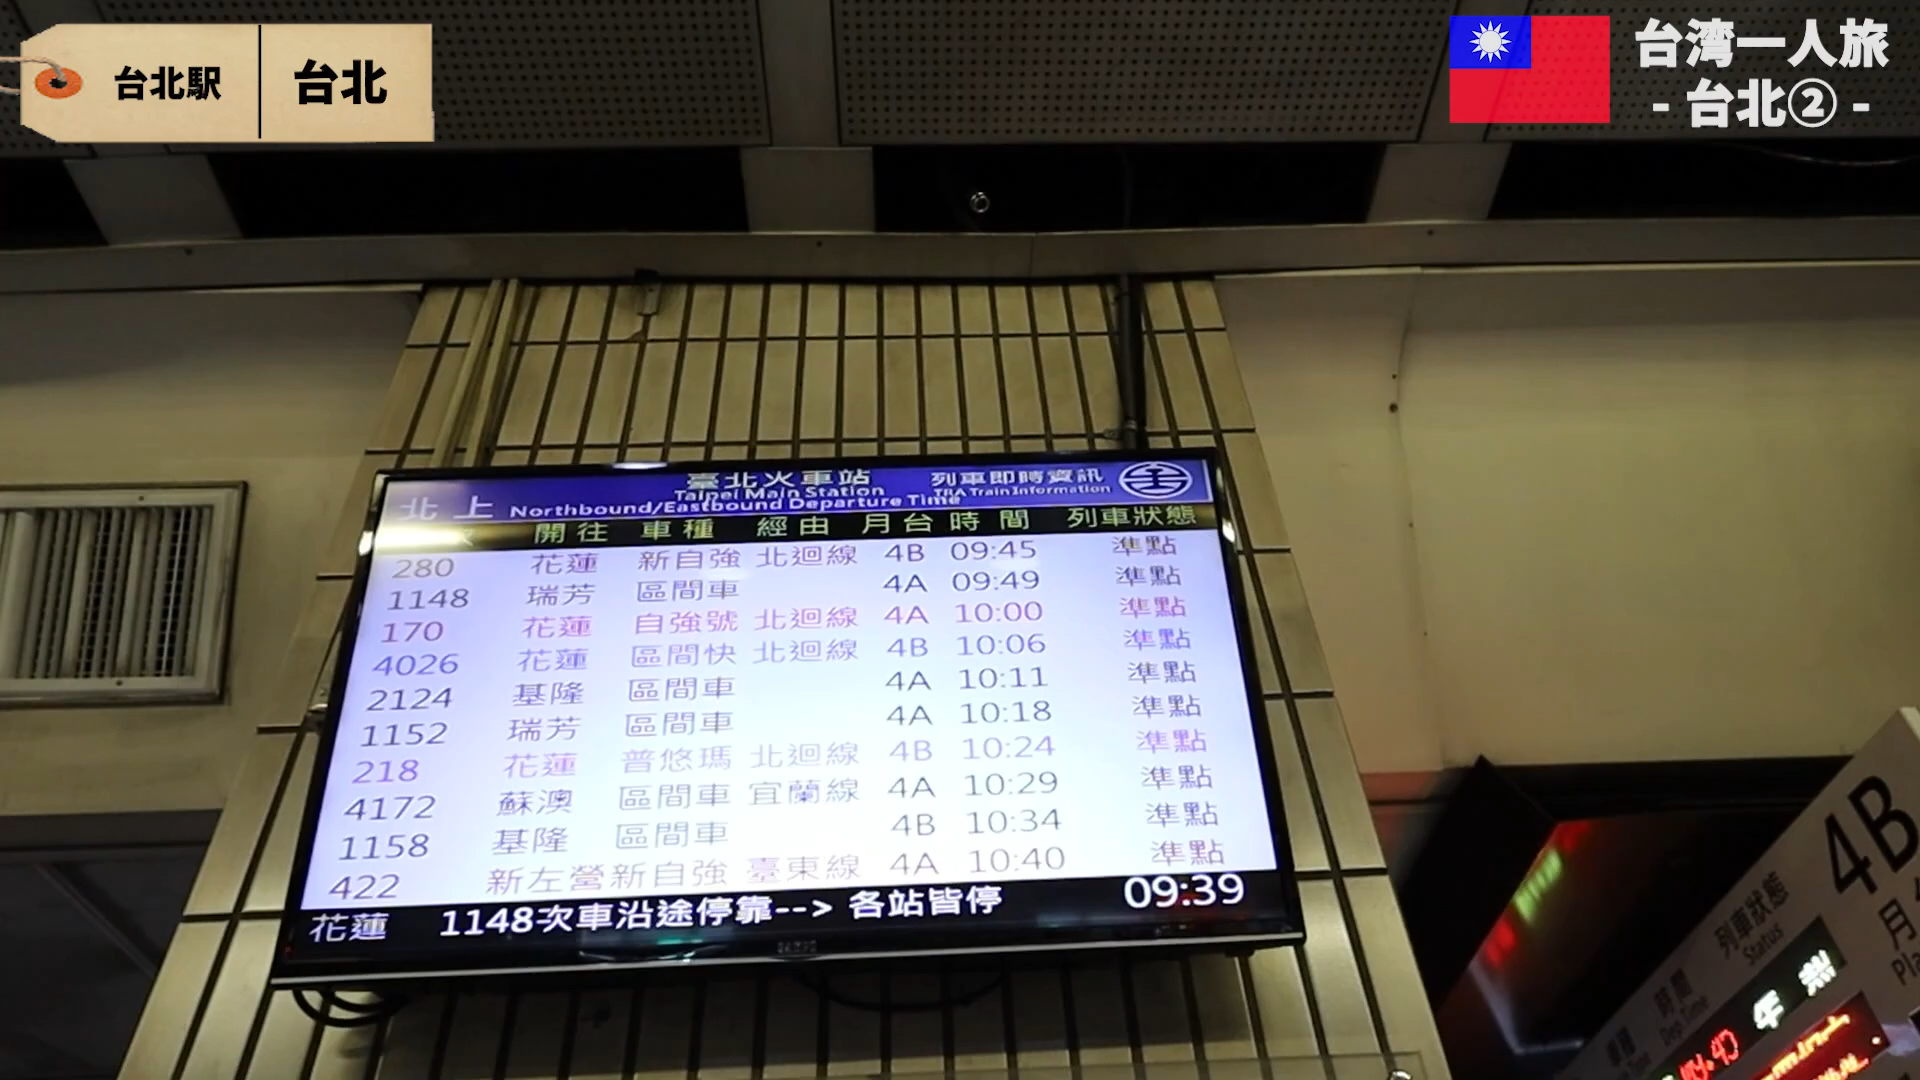 台北駅 台北
台湾一人旅
- 台北② -
臺北火車站 列車即時資訊
Taipei Main Station TRA Train Information
北上 Northbound/Eastbound Departure Time
開往 車種 經由 月台 時間 列車狀態
280 花蓮 新自強 北迴線 4B 09:45 準點
1148 瑞芳 區間車 4A 09:49 準點
170 花蓮 自強號 北迴線 4A 10:00 準點
4026 花蓮 區間快 北迴線 4B 10:06 準點
2124 基隆 區間車 4A 10:11 準點
1152 瑞芳 區間車 4A 10:18 準點
218 花蓮 普悠瑪 北迴線 4B 10:24 準點
4172 蘇澳 區間車 宜蘭線 4A 10:29 準點
1158 基隆 區間車 4B 10:34 準點
422 新左營 新自強 臺東線 4A 10:40 準點
花蓮 1148次車沿途停靠--> 各站皆停 09:39
4B
月
列車狀態
Status
時間
Dep Time